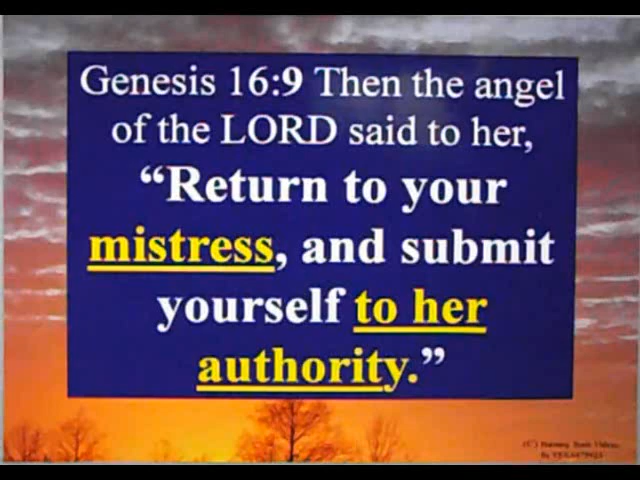 Genesis 16:9 Then the angel
of the LORD said to her,
“Return to your
mistress, and submit
yourself to her
authority.”